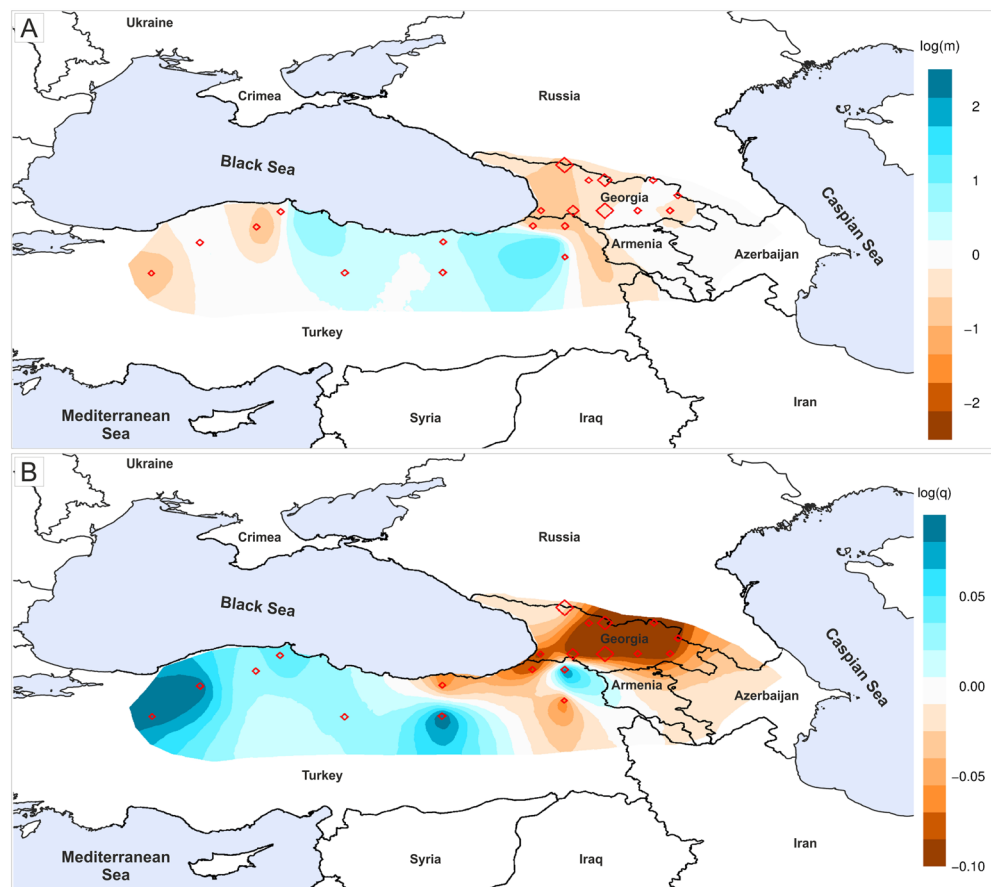 A
Ukraine
log(m)
Crimea
Russia
2
Black Sea
1
Georgia
Caspian Sea
Armenia
Azerbaijan
0
Turkey
−1
Mediterranean
Sea
Syria
Iraq
Iran
−2
B
Ukraine
log(q)
Crimea
Russia
0.05
Black Sea
Georgia
Caspian Sea
Armenia
Azerbaijan
0.00
Turkey
−0.05
Mediterranean
Sea
Syria
Iraq
Iran
−0.10